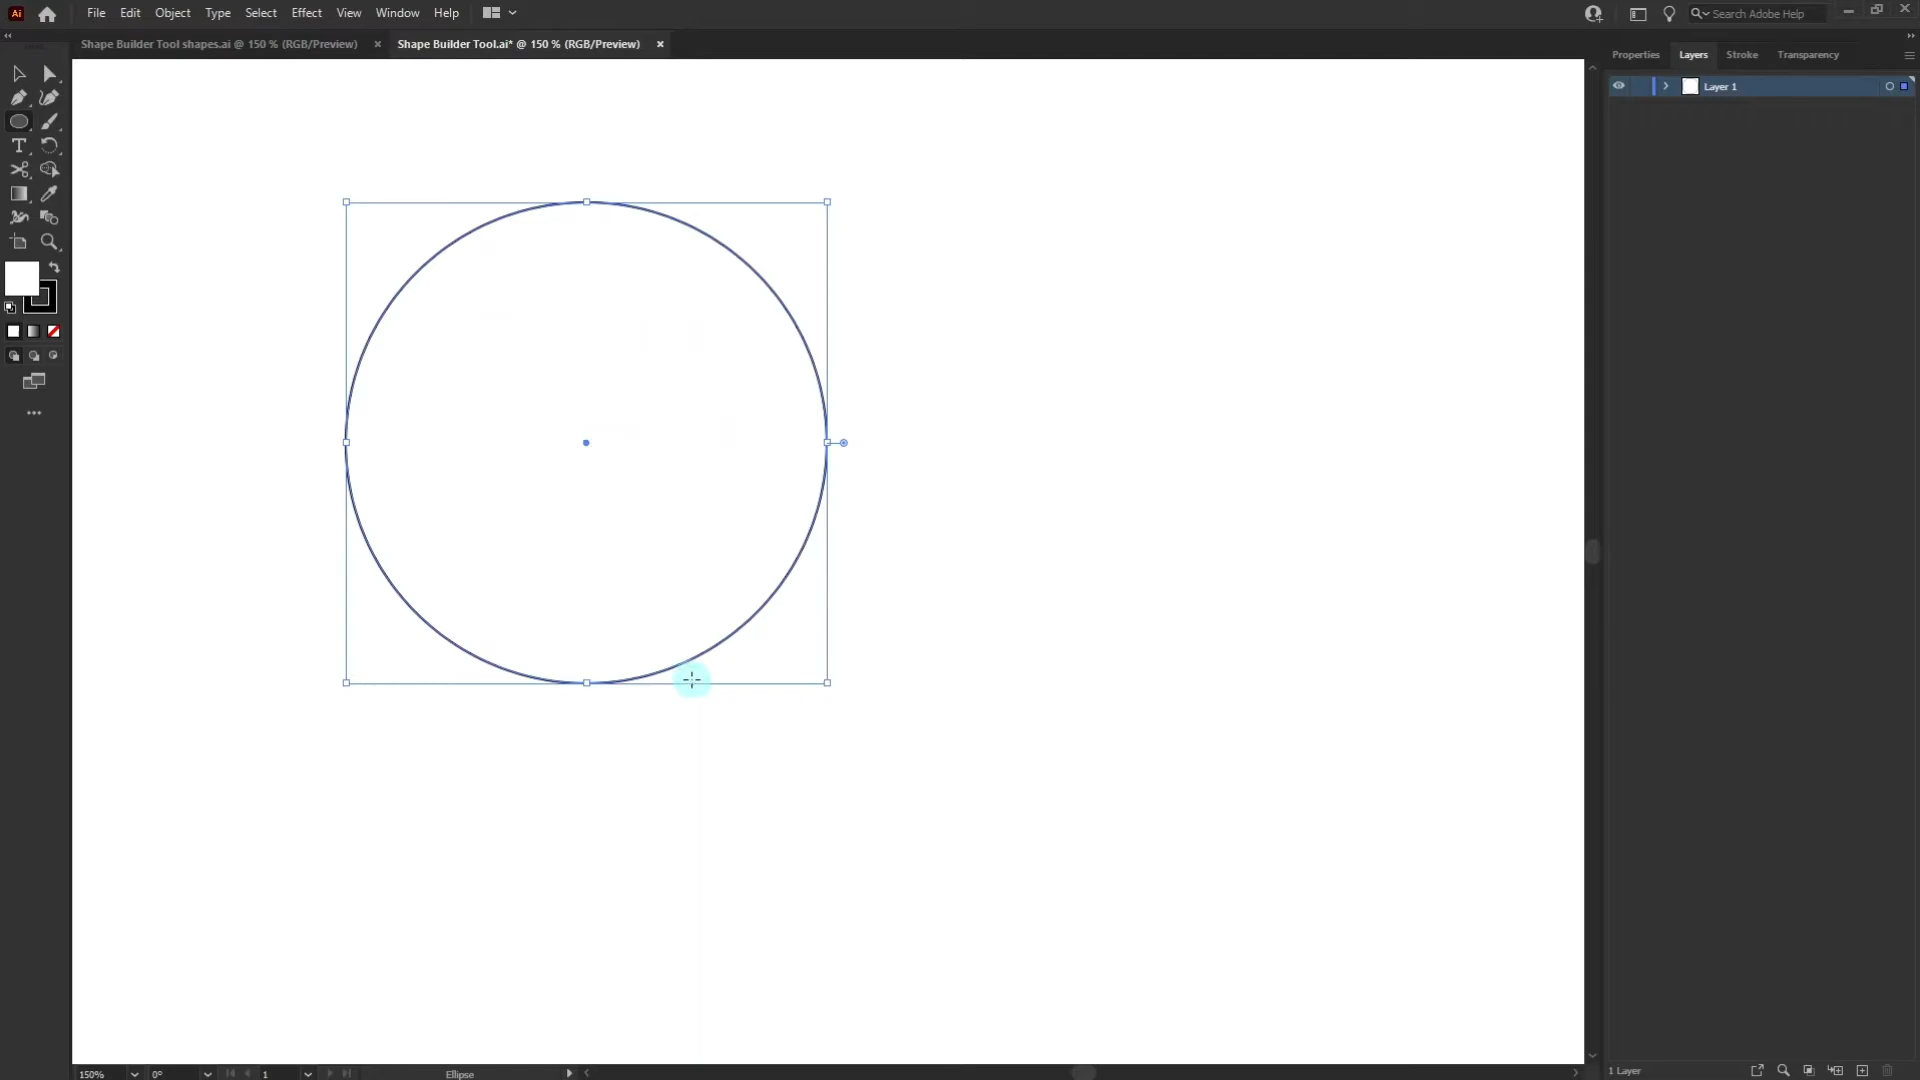 Ai File Edit Object Type Select Effect View Window Help Search Adobe Help
Shape Builder Tool shapes.ai @ 150 % (RGB/Preview) Shape Builder Tool.ai* @ 150 % (RGB/Preview)
Properties Layers Stroke Transparency
Layer 1
150% 0° 1 Ellipse 1 Layer